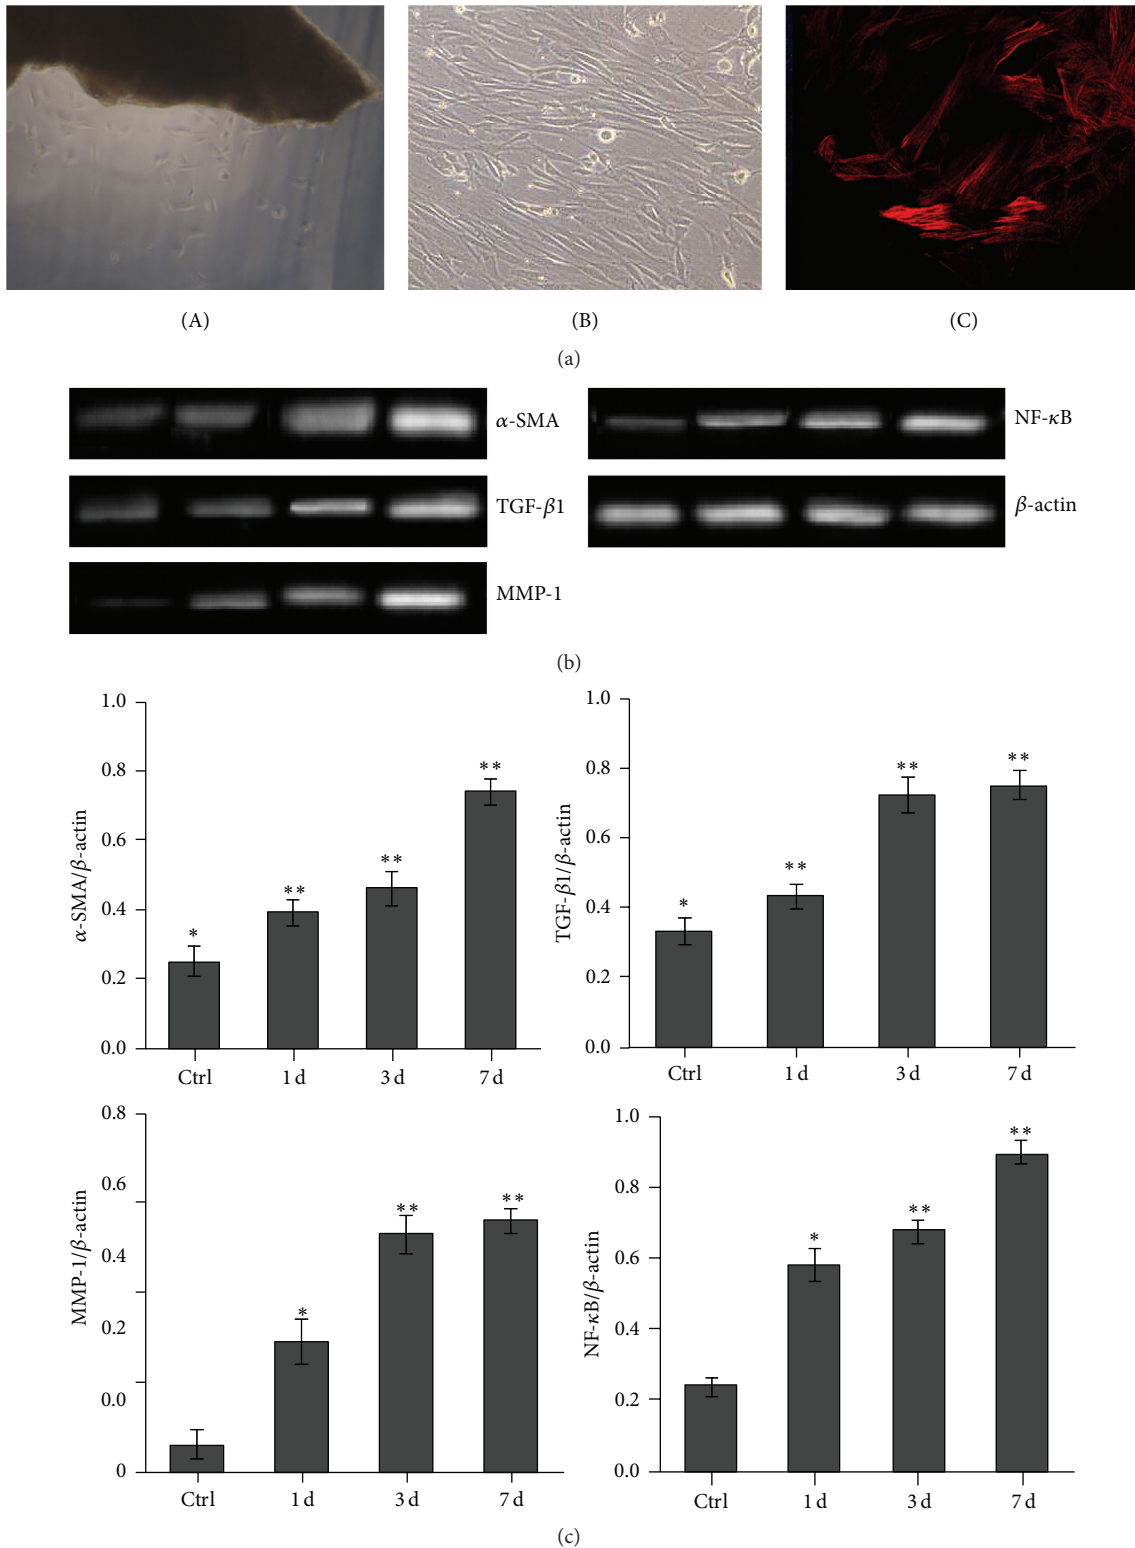 (A)
(B)
(C)
(a)
α-SMA
NF-κB
TGF-β1
β-actin
MMP-1
(b)
α-SMA/β-actin
1.0
0.8
0.6
0.4
0.2
0.0
*
**
**
**
Ctrl
1 d
3 d
7 d
TGF-β1/β-actin
1.0
0.8
0.6
0.4
0.2
0.0
*
**
**
**
Ctrl
1 d
3 d
7 d
MMP-1/β-actin
0.8
0.6
0.4
0.2
0.0
0
*
**
**
Ctrl
1 d
3 d
7 d
NF-κB/β-actin
1.0
0.8
0.6
0.4
0.2
0.0
*
**
**
Ctrl
1 d
3 d
7 d
(c)